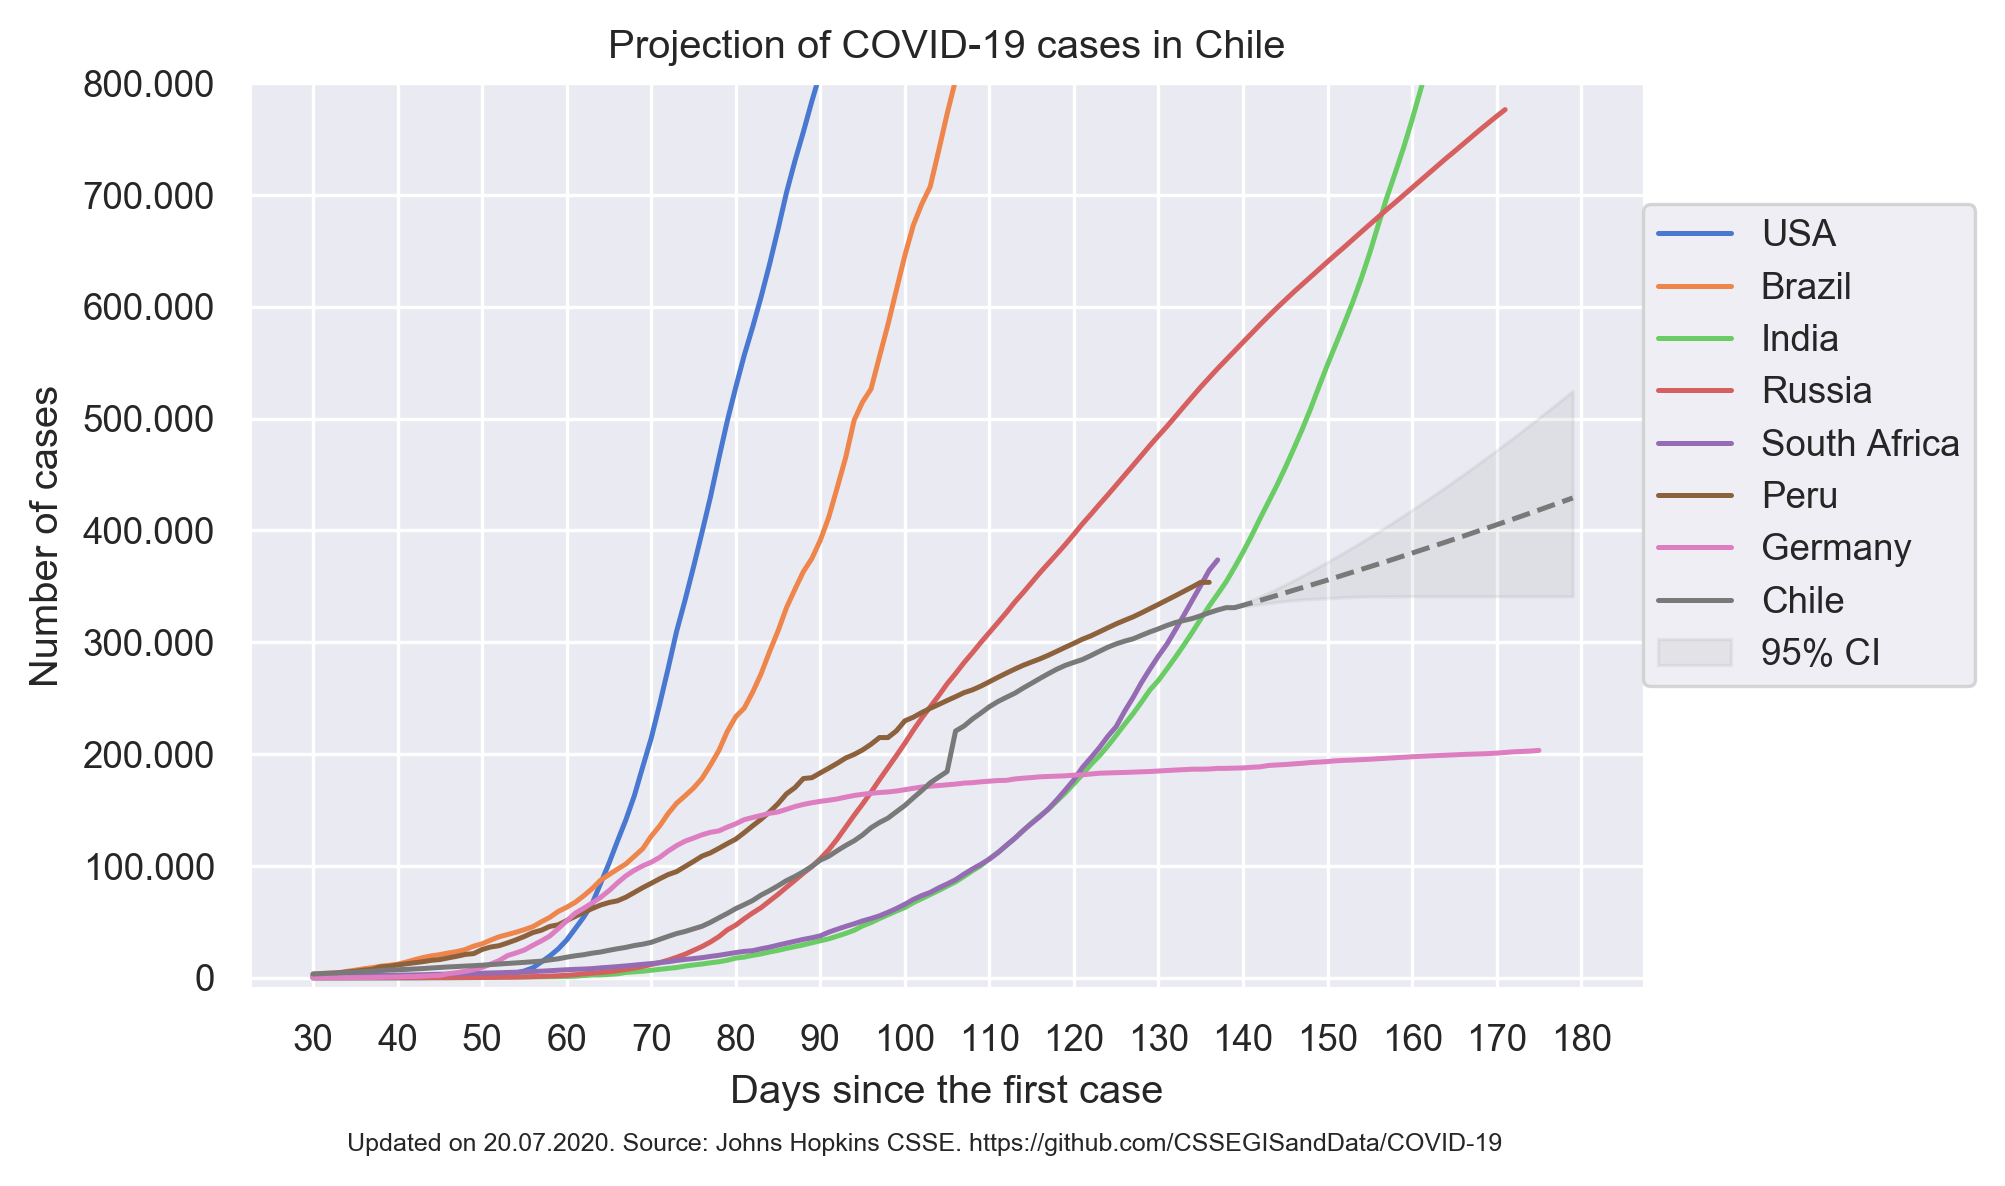 Projection of COVID-19 cases in Chile
800.000
700.000
600.000
500.000
400.000
300.000
200.000
100.000
0
Number of cases
30 40 50 60 70 80 90 100 110 120 130 140 150 160 170 180
Days since the first case
USA
Brazil
India
Russia
South Africa
Peru
Germany
Chile
95% CI
Updated on 20.07.2020. Source: Johns Hopkins CSSE. https://github.com/CSSEGISandData/COVID-19